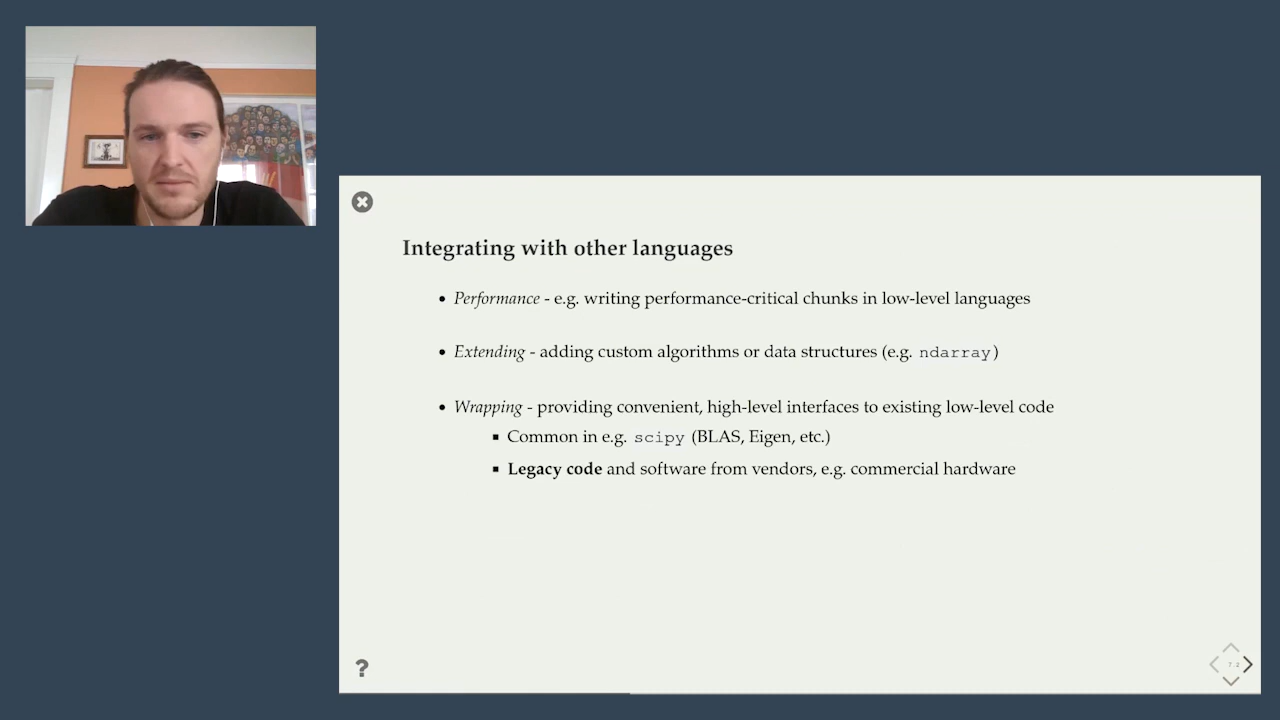 Integrating with other languages
• Performance - e.g. writing performance-critical chunks in low-level languages
• Extending - adding custom algorithms or data structures (e.g. ndarray)
• Wrapping - providing convenient, high-level interfaces to existing low-level code
▪ Common in e.g. scipy (BLAS, Eigen, etc.)
▪ Legacy code and software from vendors, e.g. commercial hardware
?
7.2